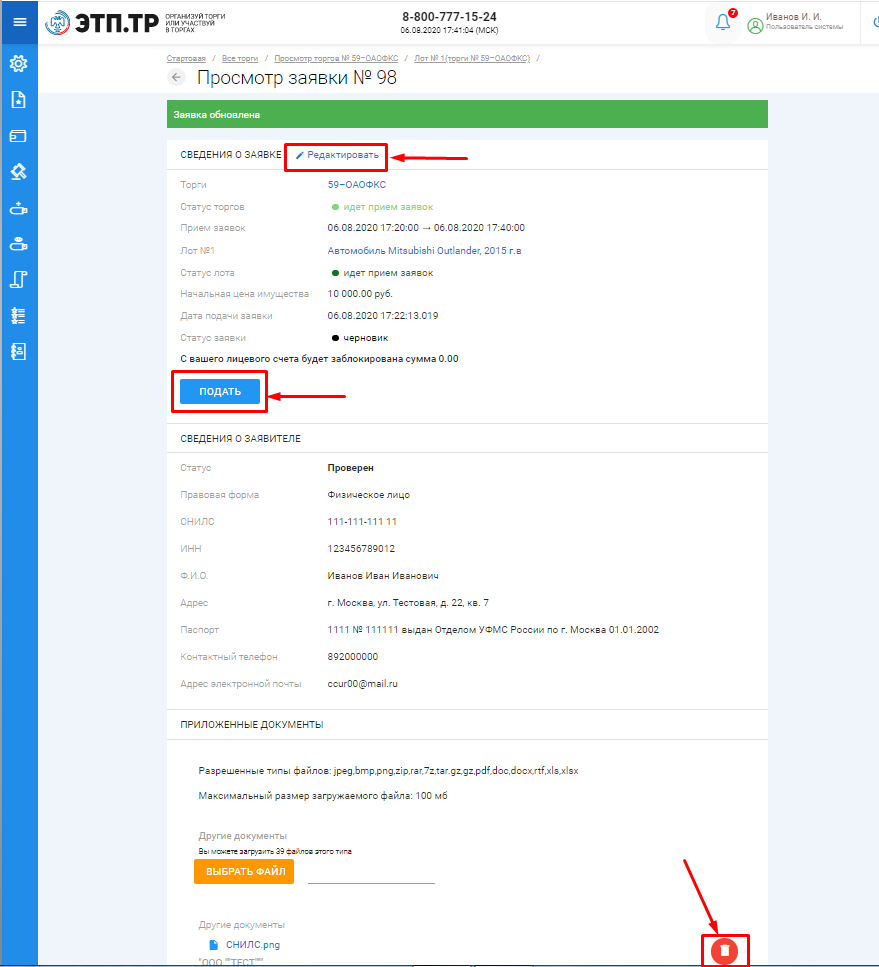 ЭТП.ТР ОРГАНИЗУЙ ТОРГИ
ИЛИ УЧАСТВУЙ
В ТОРГАХ
8-800-777-15-24
06.08.2020 17:41:04 (МСК)
7
Иванов И. И.
Пользователь системы
Стартовая / Все торги / Просмотр торгов № 59-ОАОФКС / Лот № 1(торги № 59-ОАОФКС) /
Просмотр заявки № 98
Заявка обновлена
СВЕДЕНИЯ О ЗАЯВКЕ Редактировать
Торги 59-ОАОФКС
Статус торгов идет прием заявок
Прием заявок 06.08.2020 17:20:00 → 06.08.2020 17:40:00
Лот №1 Автомобиль Mitsubishi Outlander, 2015 г.в
Статус лота идет прием заявок
Начальная цена имущества 10 000.00 руб.
Дата подачи заявки 06.08.2020 17:22:13.019
Статус заявки черновик
С вашего лицевого счета будет заблокирована сумма 0.00
ПОДАТЬ
СВЕДЕНИЯ О ЗАЯВИТЕЛЕ
Статус Проверен
Правовая форма Физическое лицо
СНИЛС 111-111-111 11
ИНН 123456789012
Ф.И.О. Иванов Иван Иванович
Адрес г. Москва, ул. Тестовая, д. 22, кв. 7
Паспорт 1111 № 111111 выдан Отделом УФМС России по г. Москва 01.01.2002
Контактный телефон 892000000
Адрес электронной почты ccur00@mail.ru
ПРИЛОЖЕННЫЕ ДОКУМЕНТЫ
Разрешенные типы файлов: jpeg,bmp,png,zip,rar,7z,tar.gz,gz,pdf,doc,docx,rtf,xls,xlsx
Максимальный размер загружаемого файла: 100 мб
Другие документы
Вы можете загрузить 39 файлов этого типа
ВЫБРАТЬ ФАЙЛ
Другие документы
СНИЛС.png
"ООО ""ТЕСТ"""